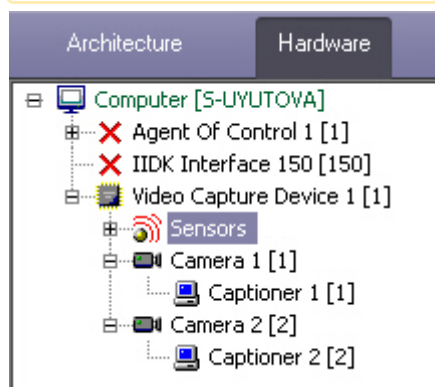 Architecture Hardware
Computer [S-UYUTOVA]
Agent Of Control 1 [1]
IIDK Interface 150 [150]
Video Capture Device 1 [1]
Sensors
Camera 1 [1]
Captioner 1 [1]
Camera 2 [2]
Captioner 2 [2]